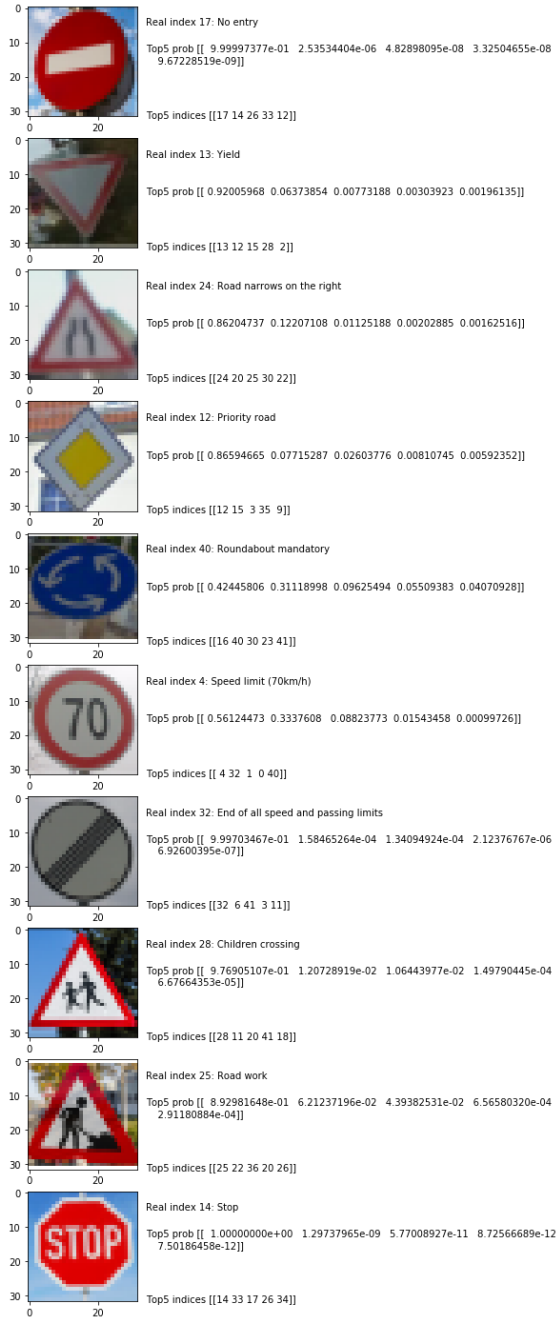 0
Real index 17: No entry
10
Top5 prob [[ 9.99997377e-01 2.53534404e-06 4.82898095e-08 3.32504655e-08
9.67228519e-09]]
20
30
Top5 indices [[17 14 26 33 12]]
0 20
0
Real index 13: Yield
10
Top5 prob [[ 0.92005968 0.06373854 0.00773188 0.00303923 0.00196135]]
20
30
Top5 indices [[13 12 15 28 2]]
0 20
0
Real index 24: Road narrows on the right
10
Top5 prob [[ 0.86204737 0.12207108 0.01125188 0.00202885 0.00162516]]
20
30
Top5 indices [[24 20 25 30 22]]
0 20
0
Real index 12: Priority road
10
Top5 prob [[ 0.86594665 0.07715287 0.02603776 0.00810745 0.00592352]]
20
30
Top5 indices [[12 15 3 35 9]]
0 20
0
Real index 40: Roundabout mandatory
10
Top5 prob [[ 0.42445806 0.31118998 0.09625494 0.05509383 0.04070928]]
20
30
Top5 indices [[16 40 30 23 41]]
0 20
0
Real index 4: Speed limit (70km/h)
10
70
Top5 prob [[ 0.56124473 0.3337608 0.08823773 0.01543458 0.00099726]]
20
30
Top5 indices [[ 4 32 1 0 40]]
0 20
0
Real index 32: End of all speed and passing limits
10
Top5 prob [[ 9.99703467e-01 1.58465264e-04 1.34094924e-04 2.12376767e-06
6.92600395e-07]]
20
30
Top5 indices [[32 6 41 3 11]]
0 20
0
Real index 28: Children crossing
10
Top5 prob [[ 9.76905107e-01 1.20728919e-02 1.06443977e-02 1.49790445e-04
6.67664353e-05]]
20
30
Top5 indices [[28 11 20 41 18]]
0 20
0
Real index 25: Road work
10
Top5 prob [[ 8.92981648e-01 6.21237196e-02 4.39382531e-02 6.56580320e-04
2.91180884e-04]]
20
30
Top5 indices [[25 22 36 20 26]]
0 20
0
Real index 14: Stop
10
STOP
Top5 prob [[ 1.00000000e+00 1.29737965e-09 5.77008927e-11 8.72566689e-12
7.50186458e-12]]
20
30
Top5 indices [[14 33 17 26 34]]
0 20